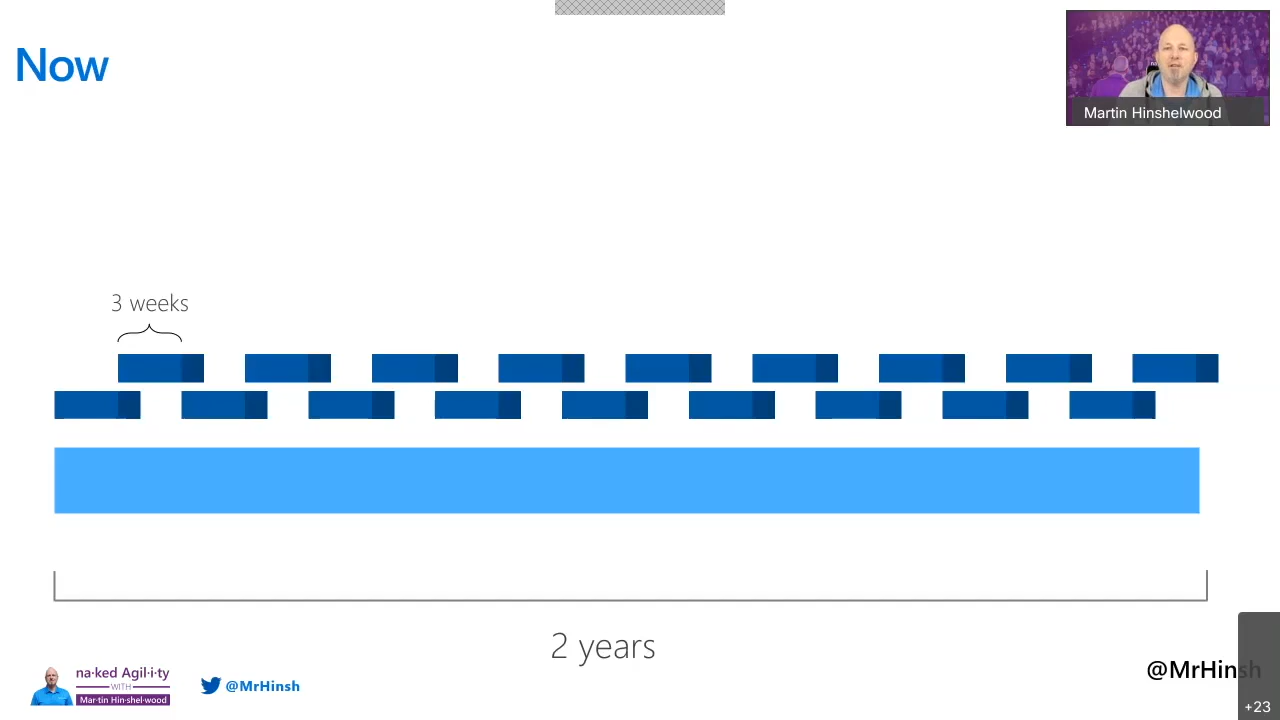 Now
Martin Hinshelwood
3 weeks
2 years
na·ked Agil·i·ty
WITH
Mar·tin Hin·shel·wood
@MrHinsh
@MrHinsh
+23